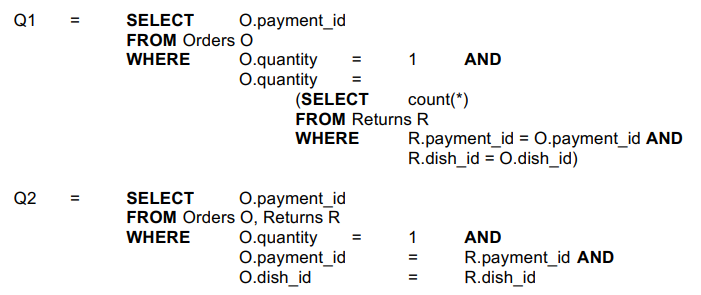 Q1 = SELECT O.payment_id
FROM Orders O
WHERE O.quantity = 1 AND
O.quantity =
(SELECT count(*)
FROM Returns R
WHERE R.payment_id = O.payment_id AND
R.dish_id = O.dish_id)
Q2 = SELECT O.payment_id
FROM Orders O, Returns R
WHERE O.quantity = 1 AND
O.payment_id = R.payment_id AND
O.dish_id = R.dish_id